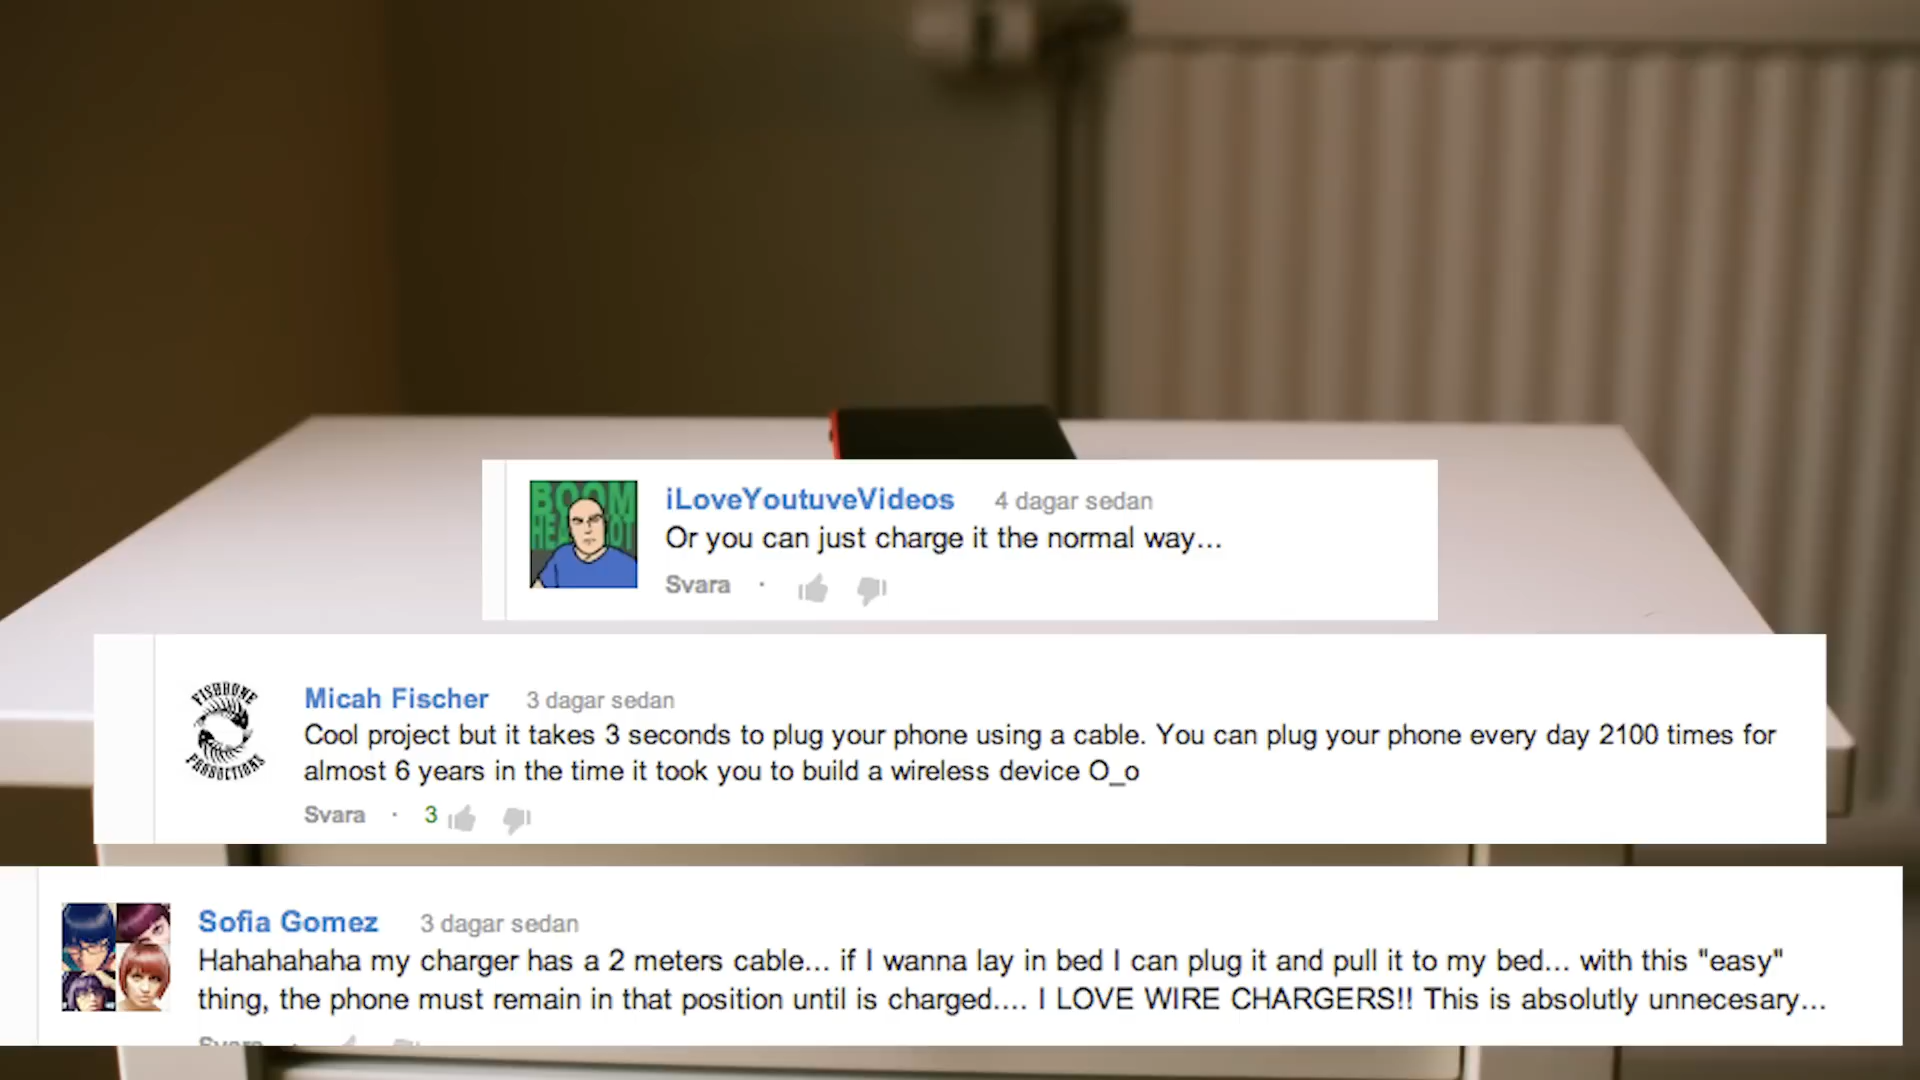 BOOM
HEADSHOT
iLoveYoutuveVideos 4 dagar sedan
Or you can just charge it the normal way...
Svara ·
FISHBONE
PRODUCTIONS
Micah Fischer 3 dagar sedan
Cool project but it takes 3 seconds to plug your phone using a cable. You can plug your phone every day 2100 times for
almost 6 years in the time it took you to build a wireless device O_o
Svara · 3
Sofia Gomez 3 dagar sedan
Hahahahaha my charger has a 2 meters cable... if I wanna lay in bed I can plug it and pull it to my bed... with this "easy"
thing, the phone must remain in that position until is charged.... I LOVE WIRE CHARGERS!! This is absolutly unnecesary...
Svara ·